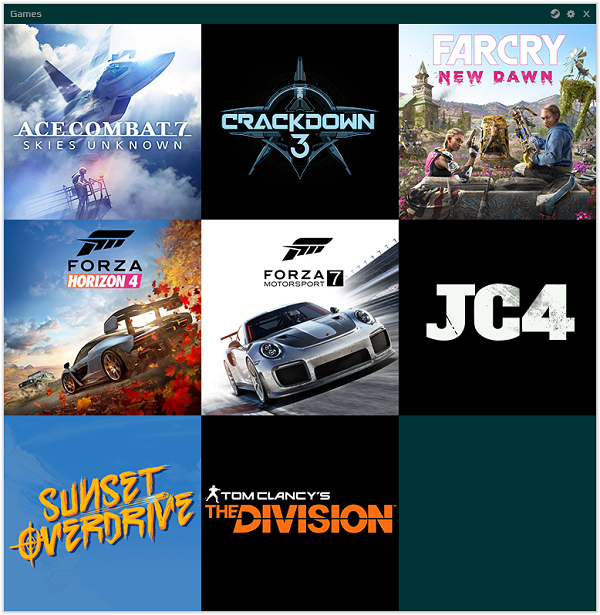 Games
X
ACE COMBAT 7
SKIES UNKNOWN
CRACKDOWN
3
FARCRY
NEW DAWN
FORZA
HORIZON 4
FORZA
MOTORSPORT 7
JC4
SUNSET
OVERDRIVE
TOM CLANCY'S
THE DIVISION